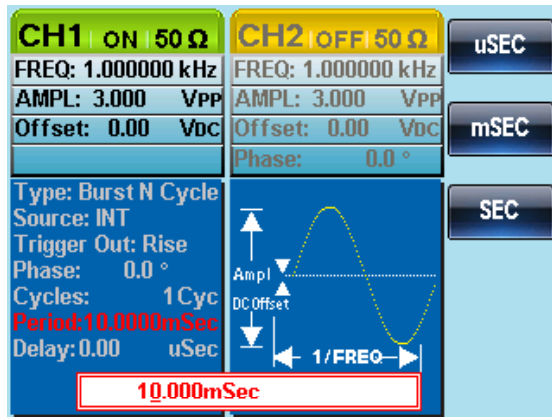 CH1 ON 50 Ω
FREQ: 1.000000 kHz
AMPL: 3.000 VPP
Offset: 0.00 VDC
CH2 OFF 50 Ω
FREQ: 1.000000 kHz
AMPL: 3.000 VPP
Offset: 0.00 VDC
Phase: 0.0 °
Type: Burst N Cycle
Source: INT
Trigger Out: Rise
Phase: 0.0 °
Cycles: 1 Cyc
Period:10.0000mSec
Delay:0.00 uSec
Ampl
DC Offset
1/FREQ
10.000mSec
uSEC
mSEC
SEC